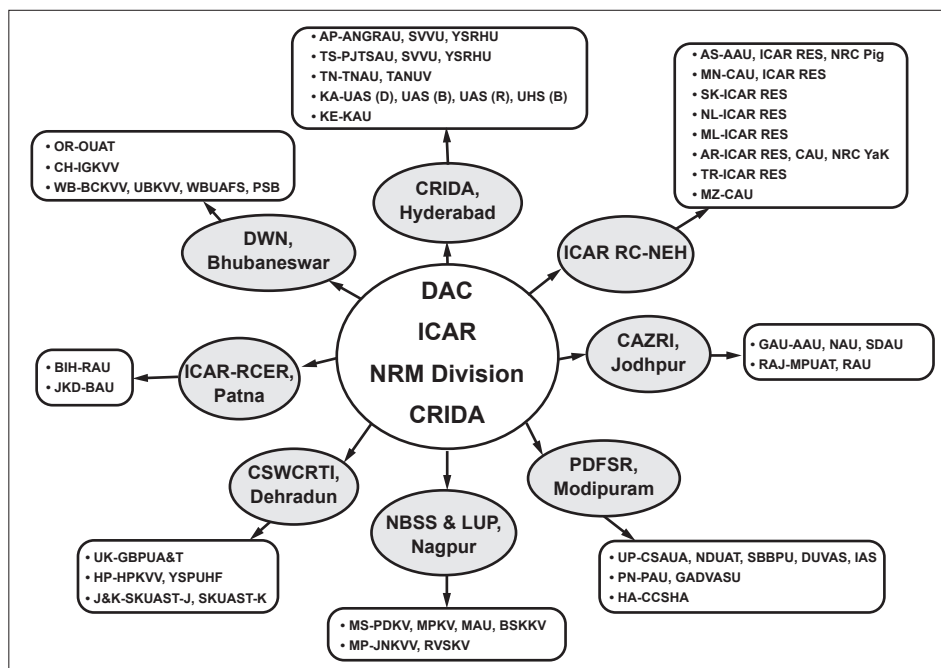 • AP-ANGRAU, SVVU, YSRHU
• TS-PJTSAU, SVVU, YSRHU
• TN-TNAU, TANUV
• KA-UAS (D), UAS (B), UAS (R), UHS (B)
• KE-KAU
• AS-AAU, ICAR RES, NRC Pig
• MN-CAU, ICAR RES
• SK-ICAR RES
• NL-ICAR RES
• ML-ICAR RES
• AR-ICAR RES, CAU, NRC YaK
• TR-ICAR RES
• MZ-CAU
• OR-OUAT
• CH-IGKVV
• WB-BCKVV, UBKVV, WBUAFS, PSB
CRIDA,
Hyderabad
DWN,
Bhubaneswar
ICAR RC-NEH
DAC
ICAR
NRM Division
CRIDA
CAZRI,
Jodhpur
• GAU-AAU, NAU, SDAU
• RAJ-MPUAT, RAU
• BIH-RAU
• JKD-BAU
ICAR-RCER,
Patna
CSWCRTI,
Dehradun
PDFSR,
Modipuram
NBSS & LUP,
Nagpur
• UK-GBPUA&T
• HP-HPKVV, YSPUHF
• J&K-SKUAST-J, SKUAST-K
• UP-CSAUA, NDUAT, SBBPU, DUVAS, IAS
• PN-PAU, GADVASU
• HA-CCSHA
• MS-PDKV, MPKV, MAU, BSKKV
• MP-JNKVV, RVSKV